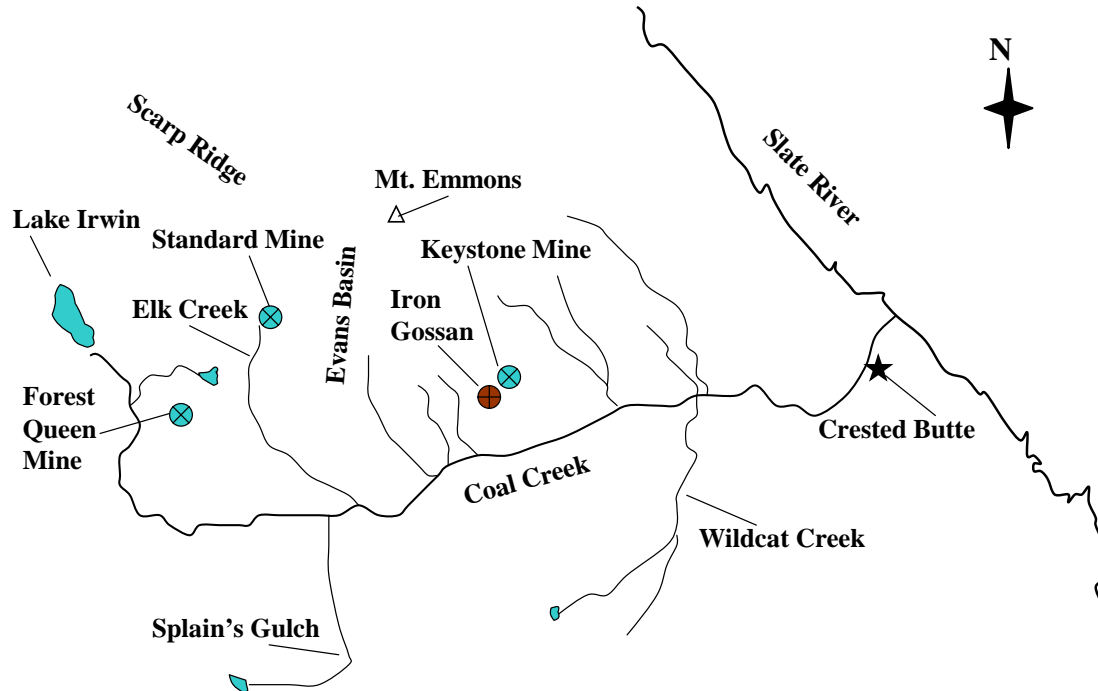 N
Scarp Ridge
Slate River
Mt. Emmons
Lake Irwin
Standard Mine
Keystone Mine
Evans Basin
Elk Creek
Iron
Gossan
Forest
Queen
Mine
Crested Butte
Coal Creek
Wildcat Creek
Splain's Gulch